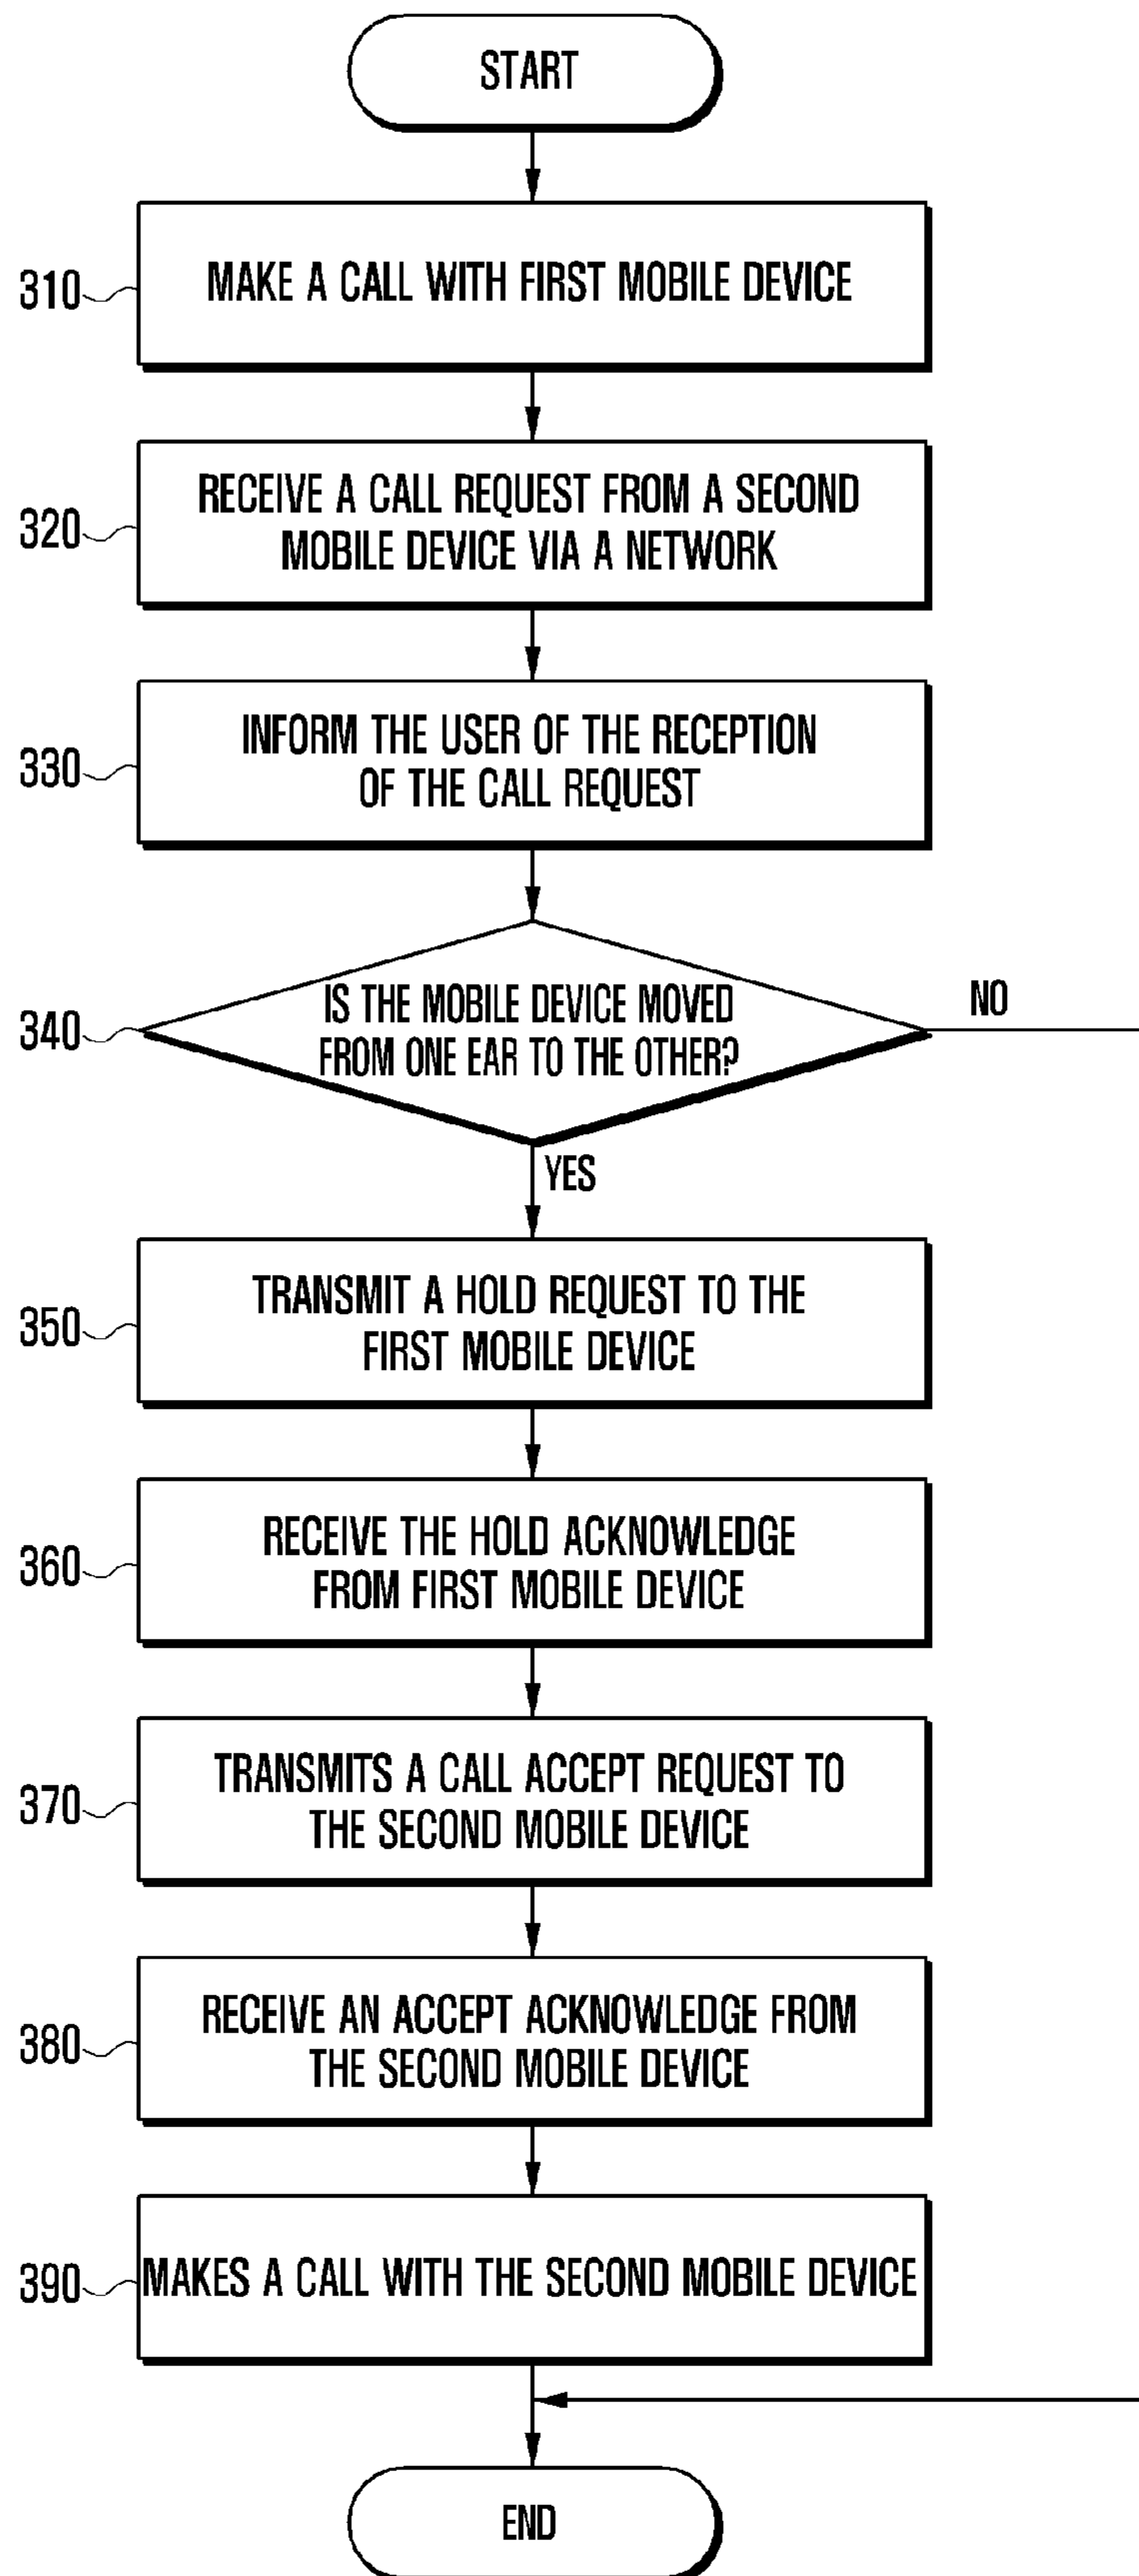 START
310
MAKE A CALL WITH FIRST MOBILE DEVICE
320
RECEIVE A CALL REQUEST FROM A SECOND
MOBILE DEVICE VIA A NETWORK
330
INFORM THE USER OF THE RECEPTION
OF THE CALL REQUEST
340
IS THE MOBILE DEVICE MOVED
FROM ONE EAR TO THE OTHER?
NO
YES
350
TRANSMIT A HOLD REQUEST TO THE
FIRST MOBILE DEVICE
360
RECEIVE THE HOLD ACKNOWLEDGE
FROM FIRST MOBILE DEVICE
370
TRANSMITS A CALL ACCEPT REQUEST TO
THE SECOND MOBILE DEVICE
380
RECEIVE AN ACCEPT ACKNOWLEDGE FROM
THE SECOND MOBILE DEVICE
390
MAKES A CALL WITH THE SECOND MOBILE DEVICE
END